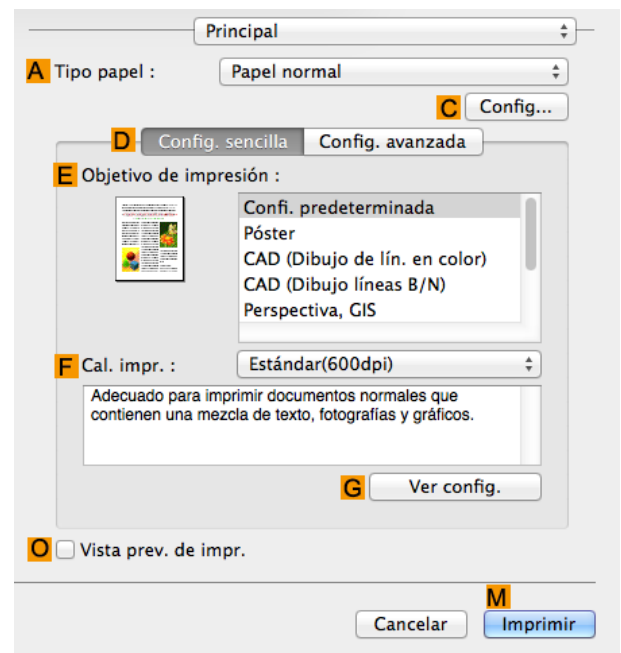 Principal
A Tipo papel : Papel normal
C Config...
D Config. sencilla Config. avanzada
E Objetivo de impresión :
Confi. predeterminada
Póster
CAD (Dibujo de lín. en color)
CAD (Dibujo líneas B/N)
Perspectiva, GIS
F Cal. impr. : Estándar(600dpi)
Adecuado para imprimir documentos normales que
contienen una mezcla de texto, fotografías y gráficos.
G Ver config.
O Vista prev. de impr.
M
Cancelar Imprimir